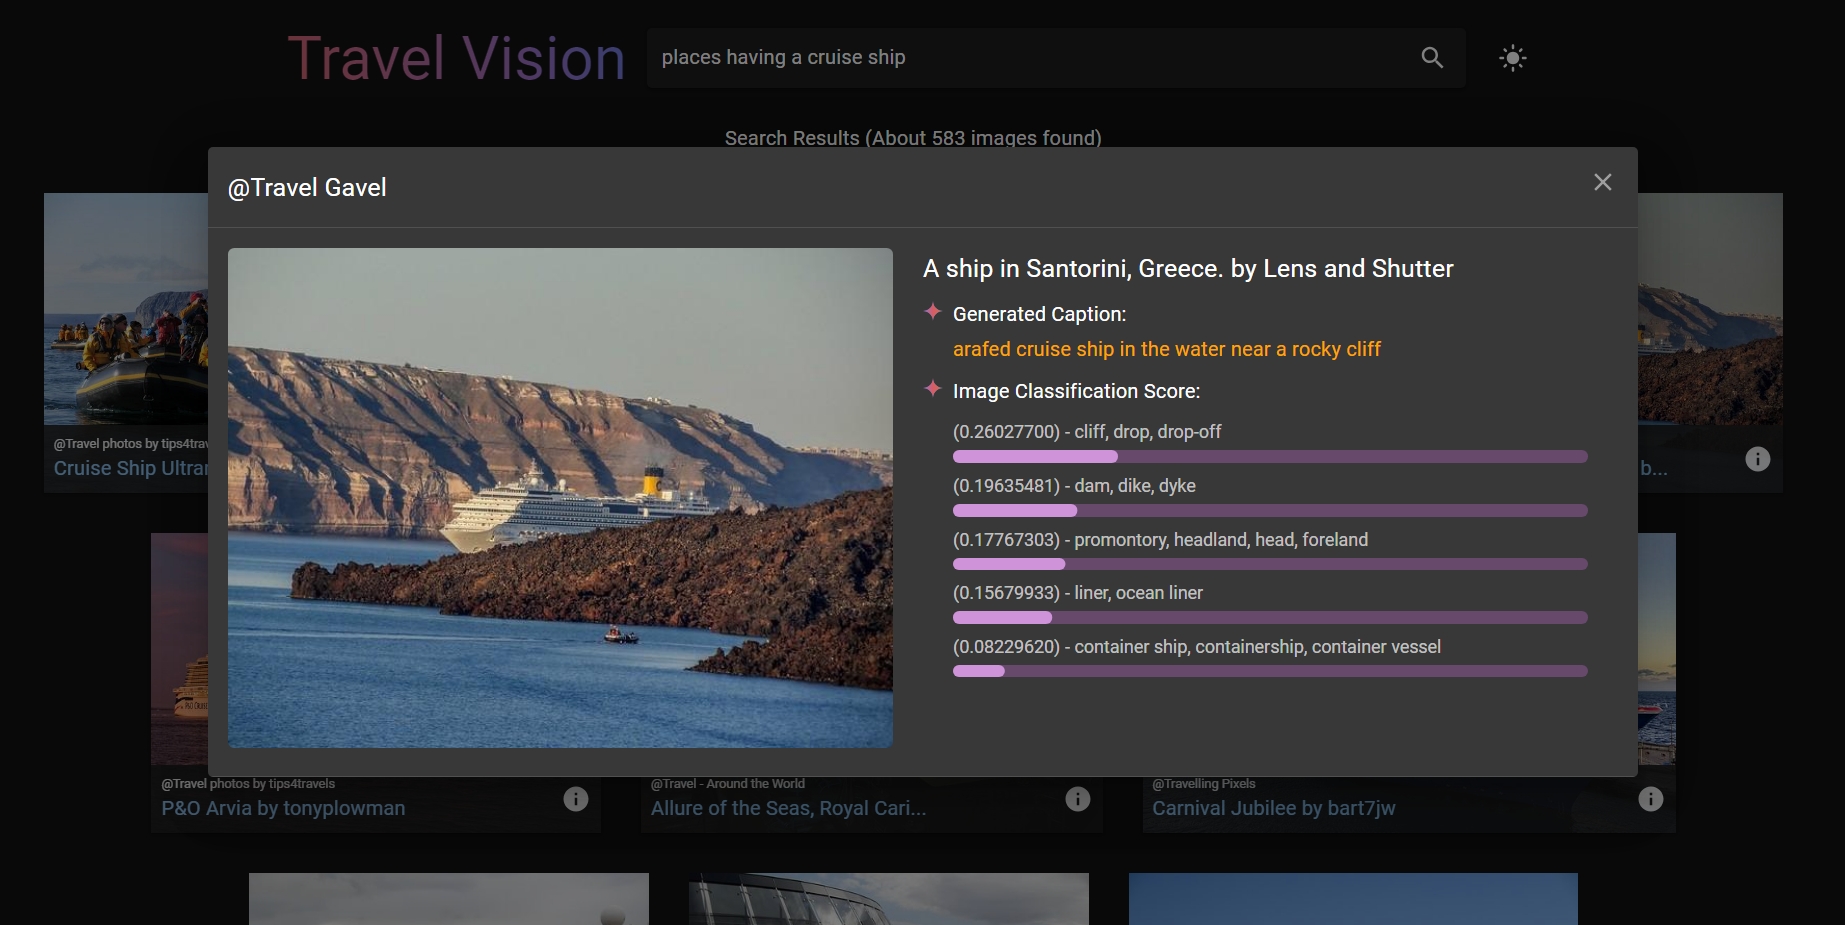 Travel Vision
places having a cruise ship
Search Results (About 583 images found)
@Travel Gavel
A ship in Santorini, Greece. by Lens and Shutter
Generated Caption:
arafed cruise ship in the water near a rocky cliff
Image Classification Score:
(0.26027700) - cliff, drop, drop-off
(0.19635481) - dam, dike, dyke
(0.17767303) - promontory, headland, head, foreland
(0.15679933) - liner, ocean liner
(0.08229620) - container ship, containership, container vessel
@Travel photos by tips4trav
Cruise Ship Ultrar
b...
@Travel photos by tips4travels
P&O Arvia by tonyplowman
@Travel - Around the World
Allure of the Seas, Royal Cari...
@Travelling Pixels
Carnival Jubilee by bart7jw